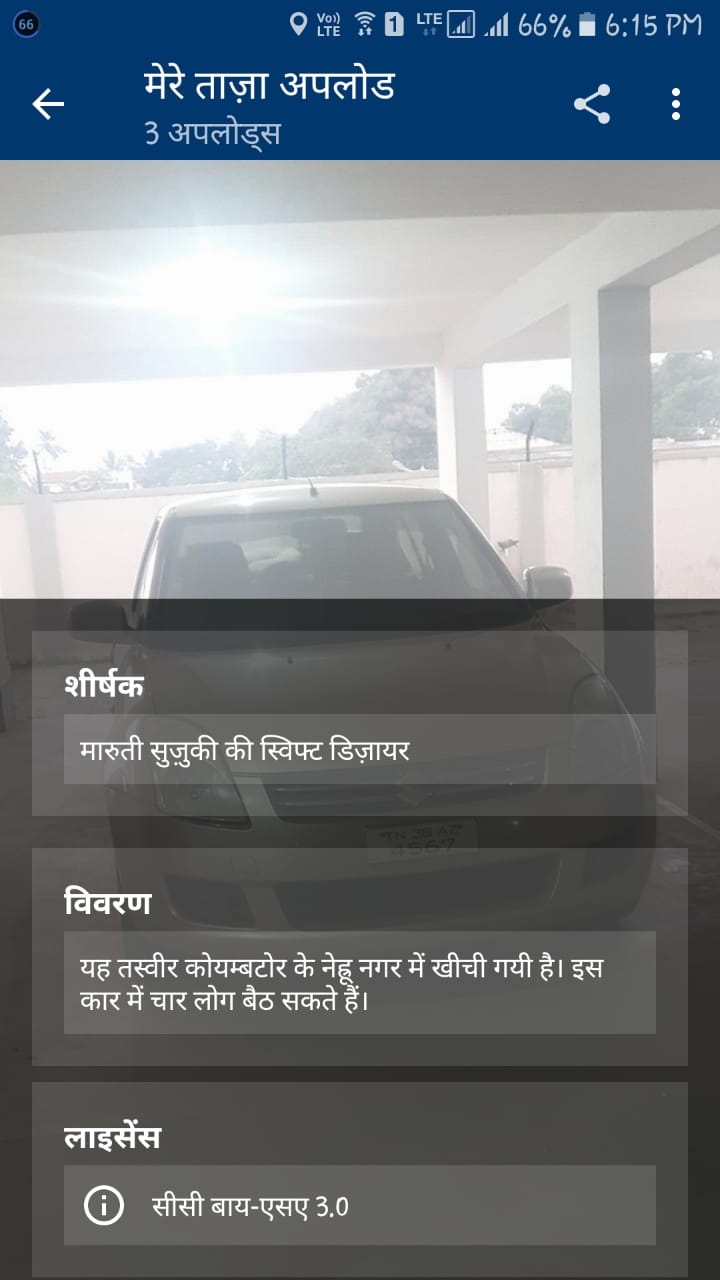 66
Vo)) LTE
1
LTE
66%
6:15 PM
मेरे ताज़ा अपलोड
3 अपलोड्स
शीर्षक
मारुती सुजु़की की स्विफ्ट डिज़ायर
TN 38 AZ
4567
विवरण
यह तस्वीर कोयम्बटोर के नेह्रू नगर में खीची गयी है। इस
कार में चार लोग बैठ सकते हैं।
लाइसेंस
सीसी बाय-एसए 3.0